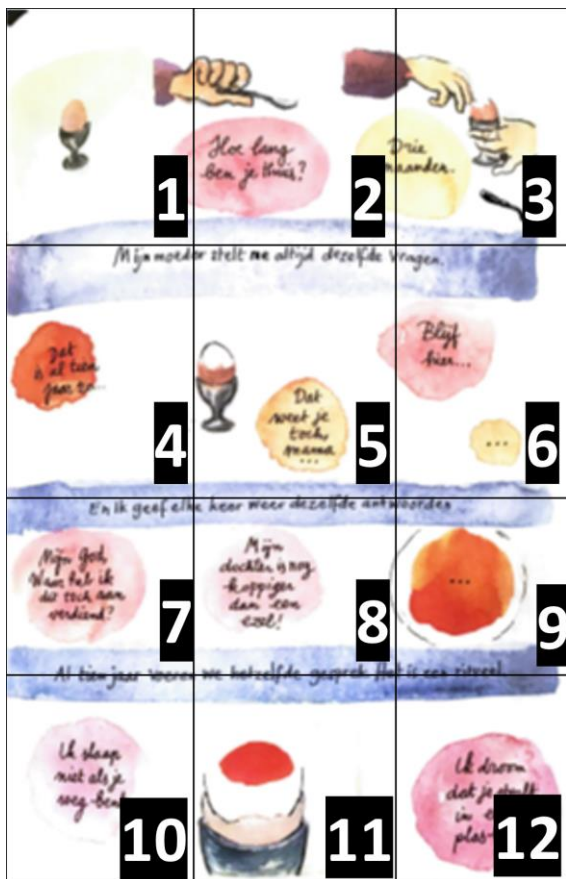 Hoe lang
ben je thuis?
Drie
maanden.
1
2
3
Mijn moeder stelt me altijd dezelfde vragen.
Dat
is al tien
jaar zo...
Dat
weet je
toch,
mama
...
Blijf
hier...
...
4
5
6
En ik geef elke keer weer dezelfde antwoorden
Mijn God,
Waar heb ik
dit toch aan
verdiend?
Mijn
dochter is nog
koppiger
dan een
ezel!
...
7
8
9
Al tien jaar voeren we hetzelfde gesprek. Het is een ritueel.
Ik slaap
niet als je
weg bent
Ik droom
dat je
in
plas
10
11
12